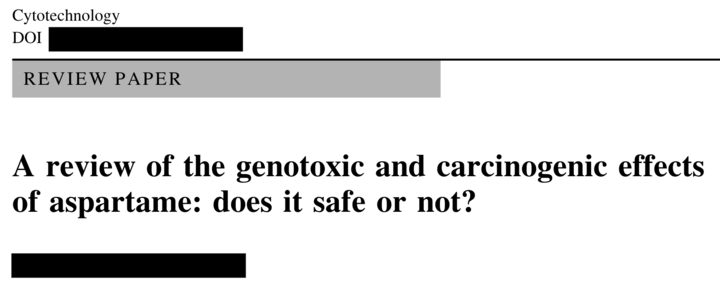 Cytotechnology
DOI
REVIEW PAPER
A review of the genotoxic and carcinogenic effects
of aspartame: does it safe or not?